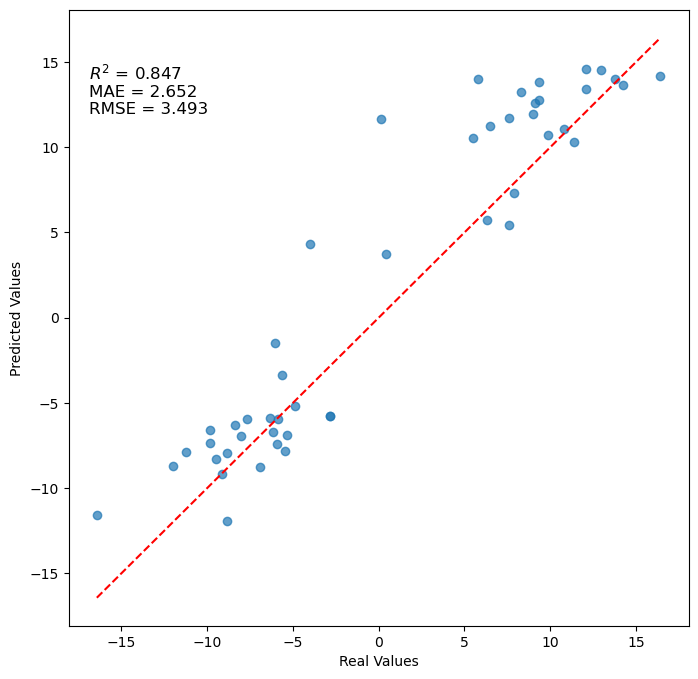 R² = 0.847
MAE = 2.652
RMSE = 3.493
Predicted Values
15
10
5
0
−5
−10
−15
−15
−10
−5
0
5
10
15
Real Values